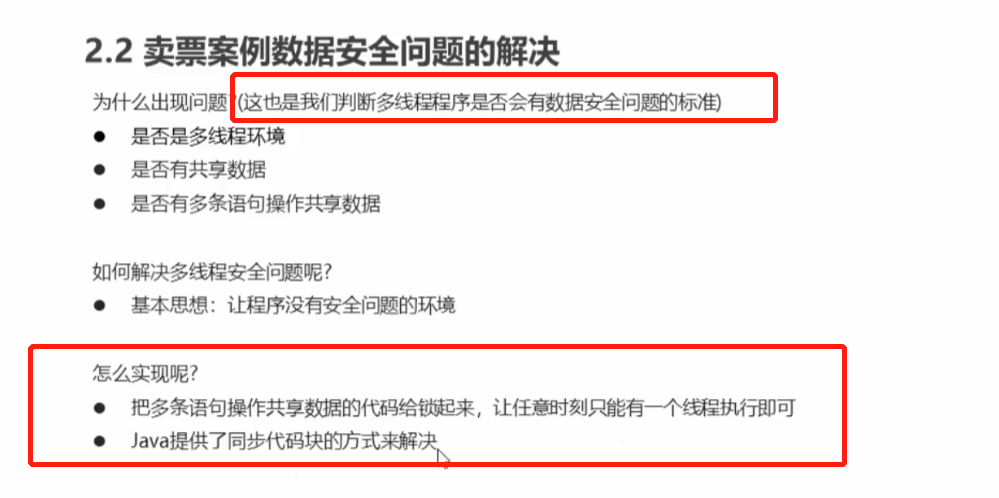 2.2 卖票案例数据安全问题的解决
为什么出现问题?(这也是我们判断多线程程序是否会有数据安全问题的标准)
● 是否是多线程环境
● 是否有共享数据
● 是否有多条语句操作共享数据
如何解决多线程安全问题呢?
● 基本思想：让程序没有安全问题的环境
怎么实现呢?
● 把多条语句操作共享数据的代码给锁起来，让任意时刻只能有一个线程执行即可
● Java提供了同步代码块的方式来解决